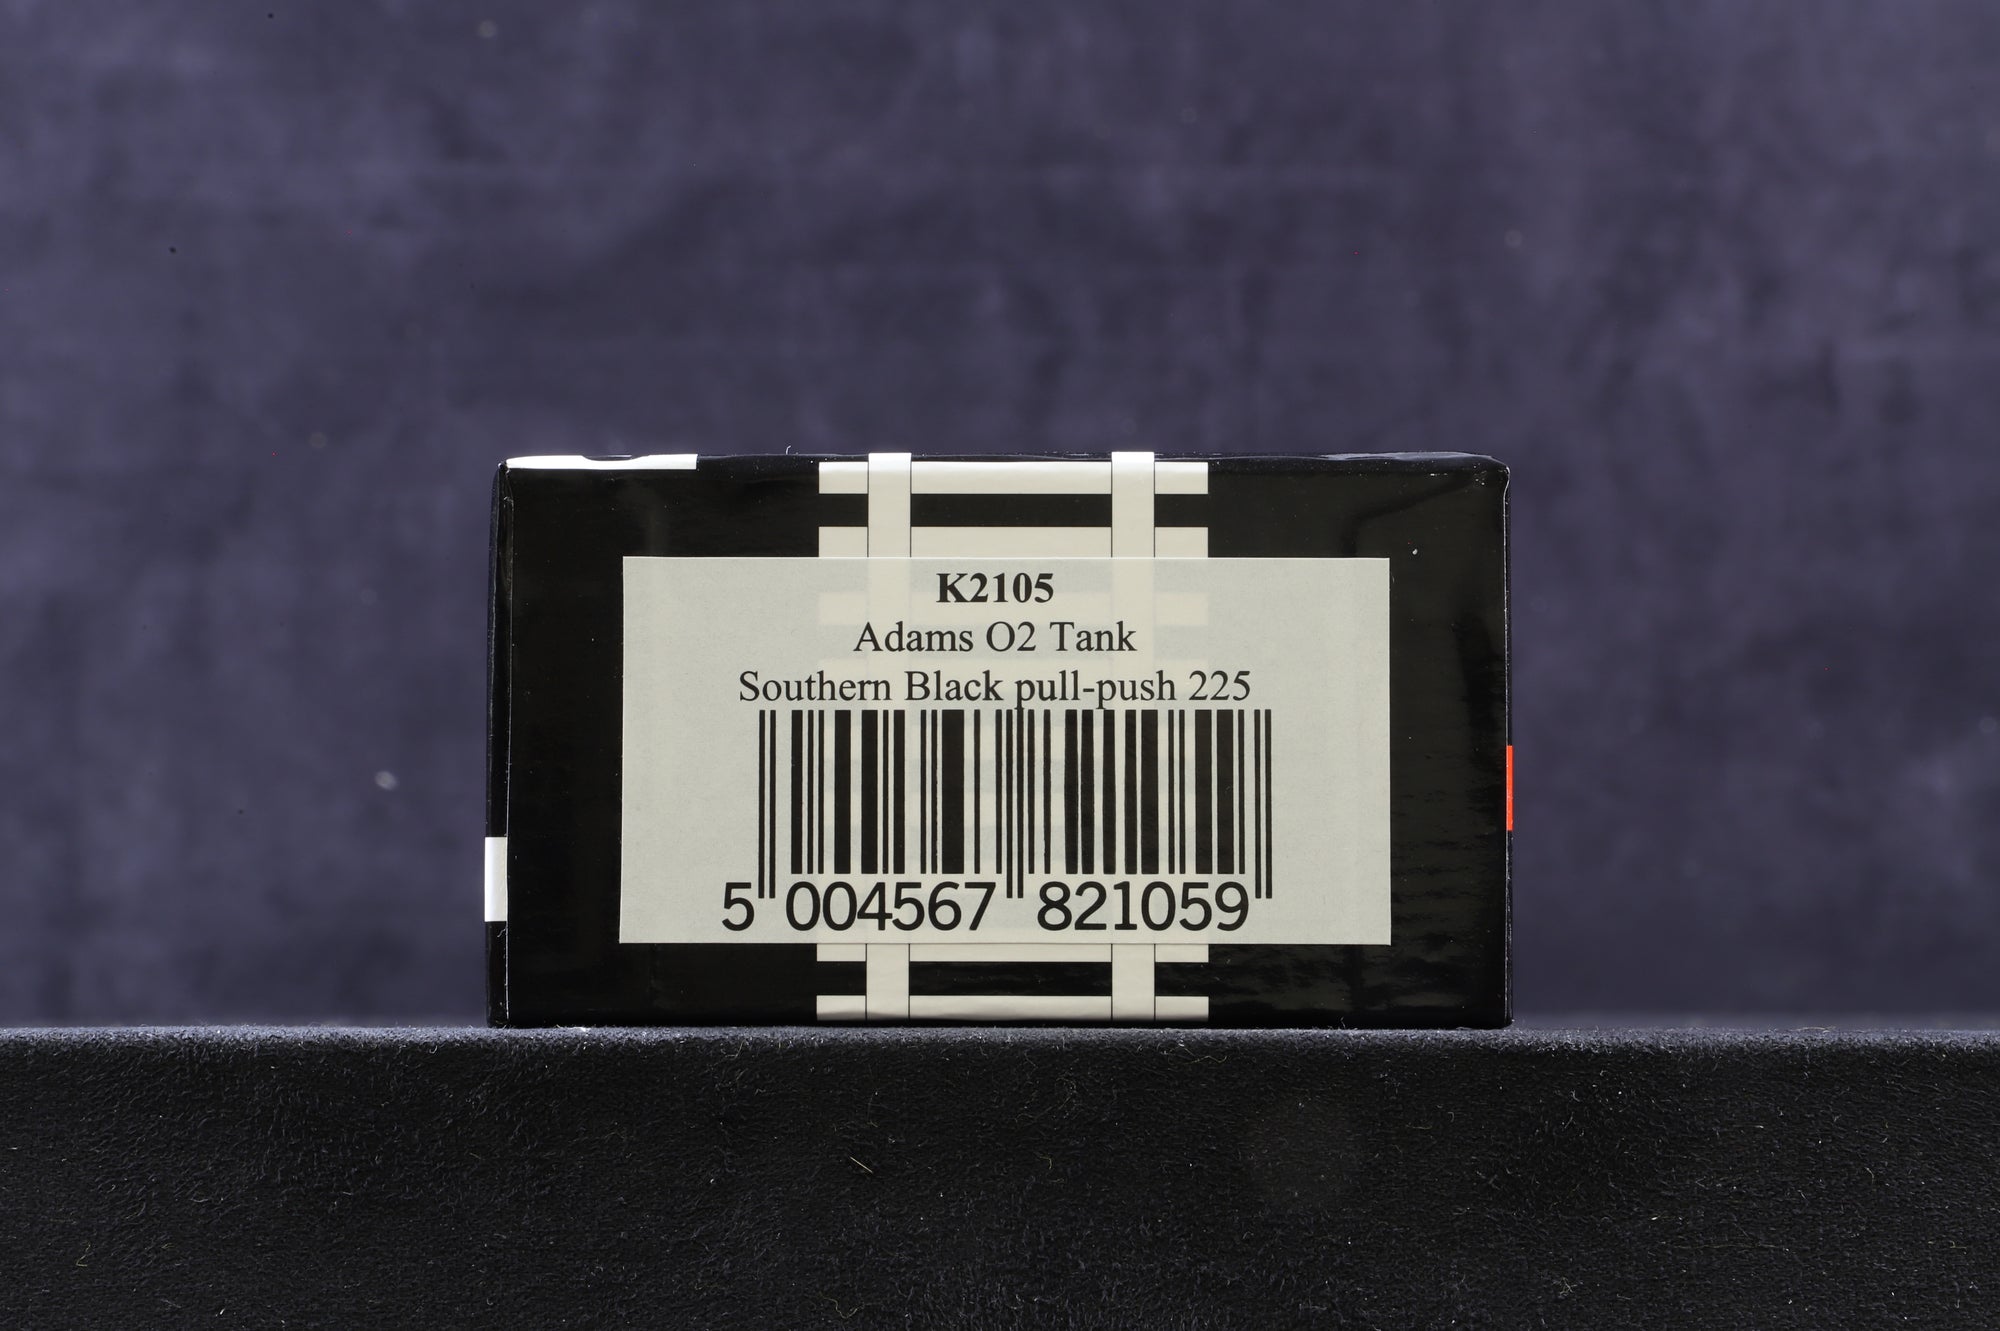 K2105
Adams O2 Tank
Southern Black pull-push 225
5 004567 821059